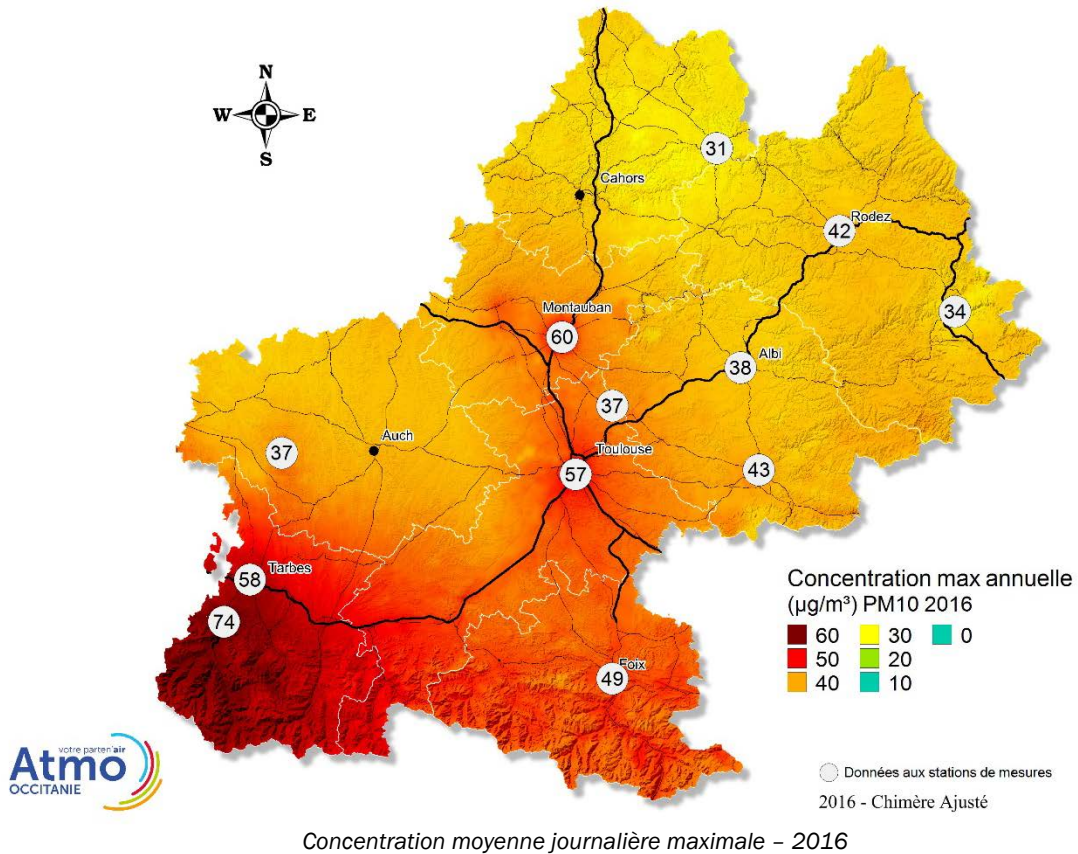 N
W E
S
31
Cahors
Rodez
42
34
Montauban
60
Albi
38
37
Auch
37
Toulouse
57
43
Tarbes
58
74
Foix
49
Concentration max annuelle
(µg/m³) PM10 2016
60 30 0
50 20
40 10
votre parten'air
Atmo
OCCITANIE
Données aux stations de mesures
2016 - Chimère Ajusté
Concentration moyenne journalière maximale – 2016